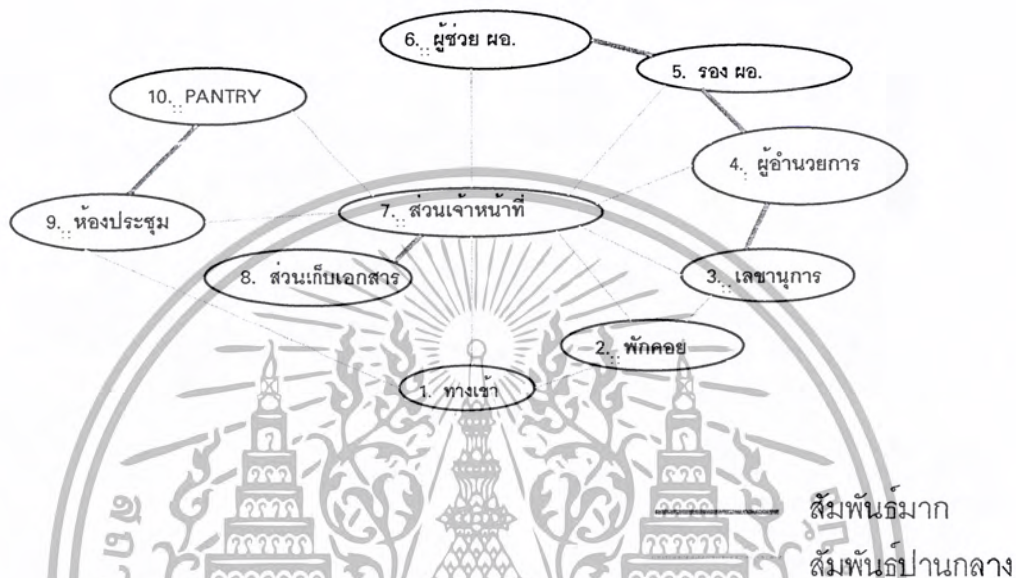 6. ผู้ช่วย ผอ.
5. รอง ผอ.
10. PANTRY
4. ผู้อำนวยการ
7. ส่วนเจ้าหน้าที่
9. ห้องประชุม
8. ส่วนเก็บเอกสาร
3. เลขานุการ
2. พักคอย
1. ทางเข้า
สัมพันธ์มาก
สัมพันธ์ปานกลาง